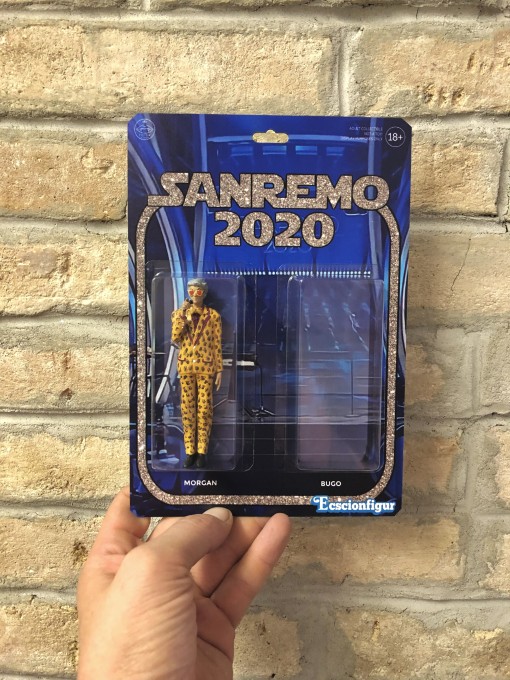 18+
SANREMO
2020
MORGAN
BUGO
Ecscionfigur